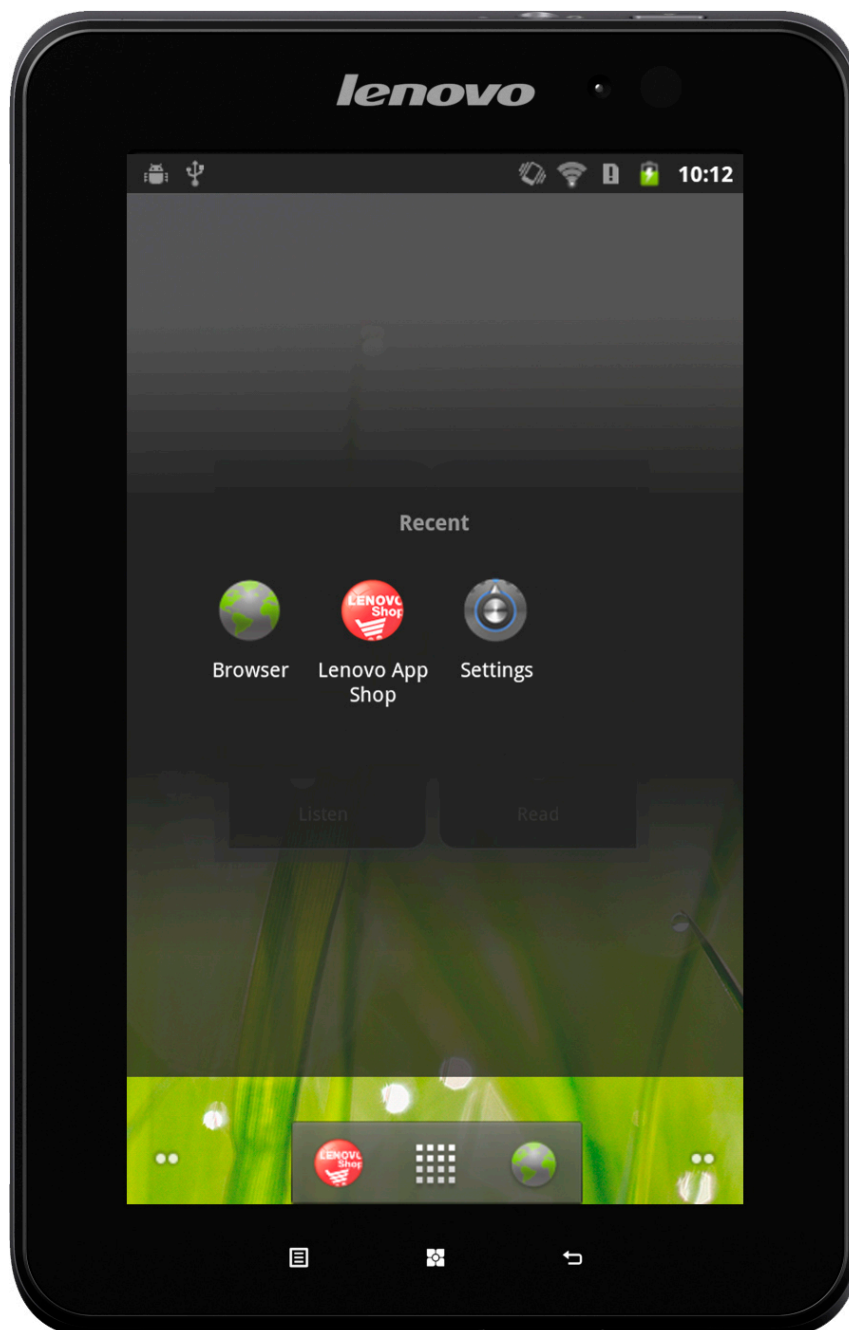 lenovo
10:12
Recent
Browser
Lenovo App
Shop
Settings
Listen
Read
LENOVO
Shop